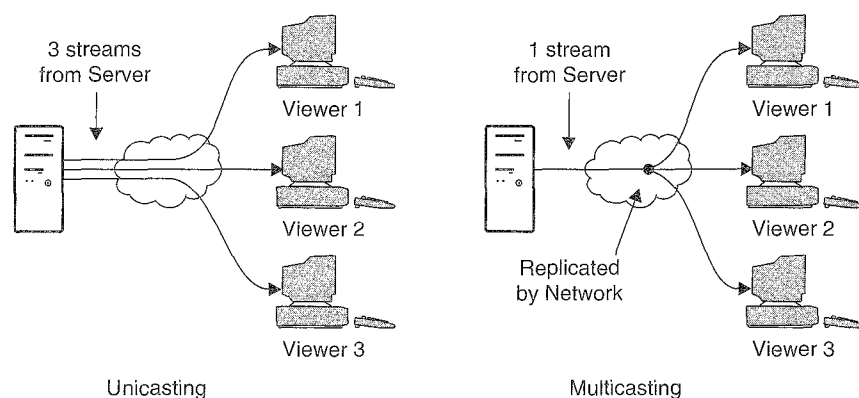 3 streams
from Server
Viewer 1
Viewer 2
Viewer 3
Unicasting
1 stream
from Server
Viewer 1
Viewer 2
Replicated
by Network
Viewer 3
Multicasting